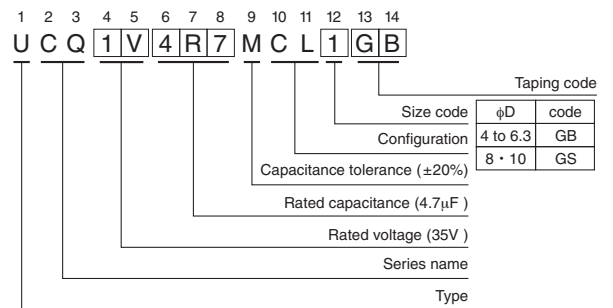 1 2 3 4 5 6 7 8 9 10 11 12 13 14
U C Q 1 V 4 R 7 M C L 1 G B
Taping code
ϕD code
4 to 6.3 GB
8・10 GS
Size code
Configuration
Capacitance tolerance (±20%)
Rated capacitance (4.7μF )
Rated voltage (35V )
Series name
Type